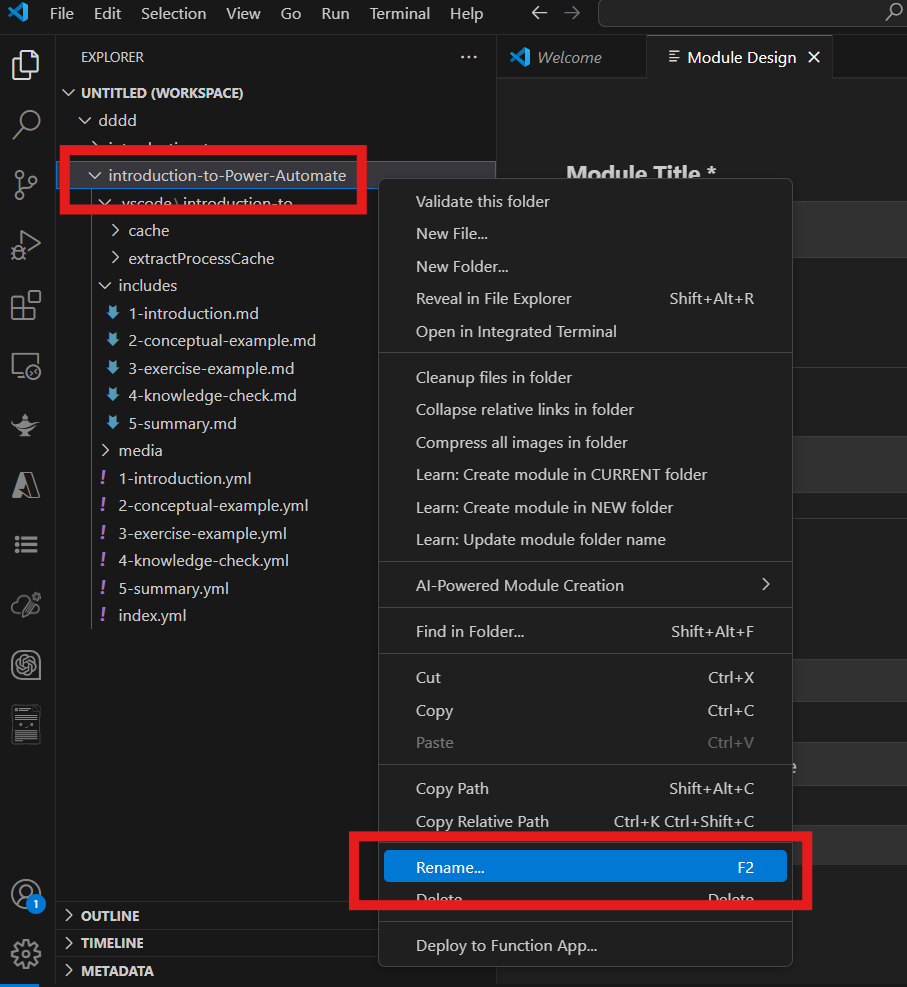 File Edit Selection View Go Run Terminal Help
EXPLORER
Welcome
Module Design
UNTITLED (WORKSPACE)
dddd
introduction-to-Power-Automate
.vscode\introduction-to
cache
extractProcessCache
includes
1-introduction.md
2-conceptual-example.md
3-exercise-example.md
4-knowledge-check.md
5-summary.md
media
1-introduction.yml
2-conceptual-example.yml
3-exercise-example.yml
4-knowledge-check.yml
5-summary.yml
index.yml
OUTLINE
TIMELINE
METADATA
1
Module Title *
Validate this folder
New File...
New Folder...
Reveal in File Explorer Shift+Alt+R
Open in Integrated Terminal
Cleanup files in folder
Collapse relative links in folder
Compress all images in folder
Learn: Create module in CURRENT folder
Learn: Create module in NEW folder
Learn: Update module folder name
AI-Powered Module Creation
Find in Folder... Shift+Alt+F
Cut Ctrl+X
Copy Ctrl+C
Paste Ctrl+V
Copy Path Shift+Alt+C
Copy Relative Path Ctrl+K Ctrl+Shift+C
Rename... F2
Delete Delete
Deploy to Function App...